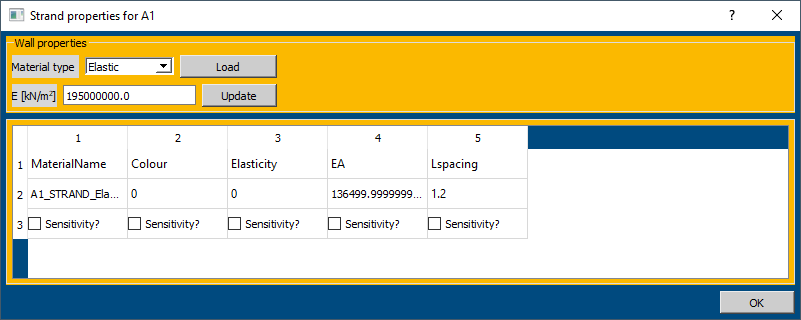 Strand properties for A1
Wall properties
Material type Elastic Load
E [kN/m²] 195000000.0 Update
1 2 3 4 5
1 MaterialName Colour Elasticity EA Lspacing
2 A1_STRAND_Ela... 0 0 136499.9999999... 1.2
3 Sensitivity? Sensitivity? Sensitivity? Sensitivity? Sensitivity?
OK